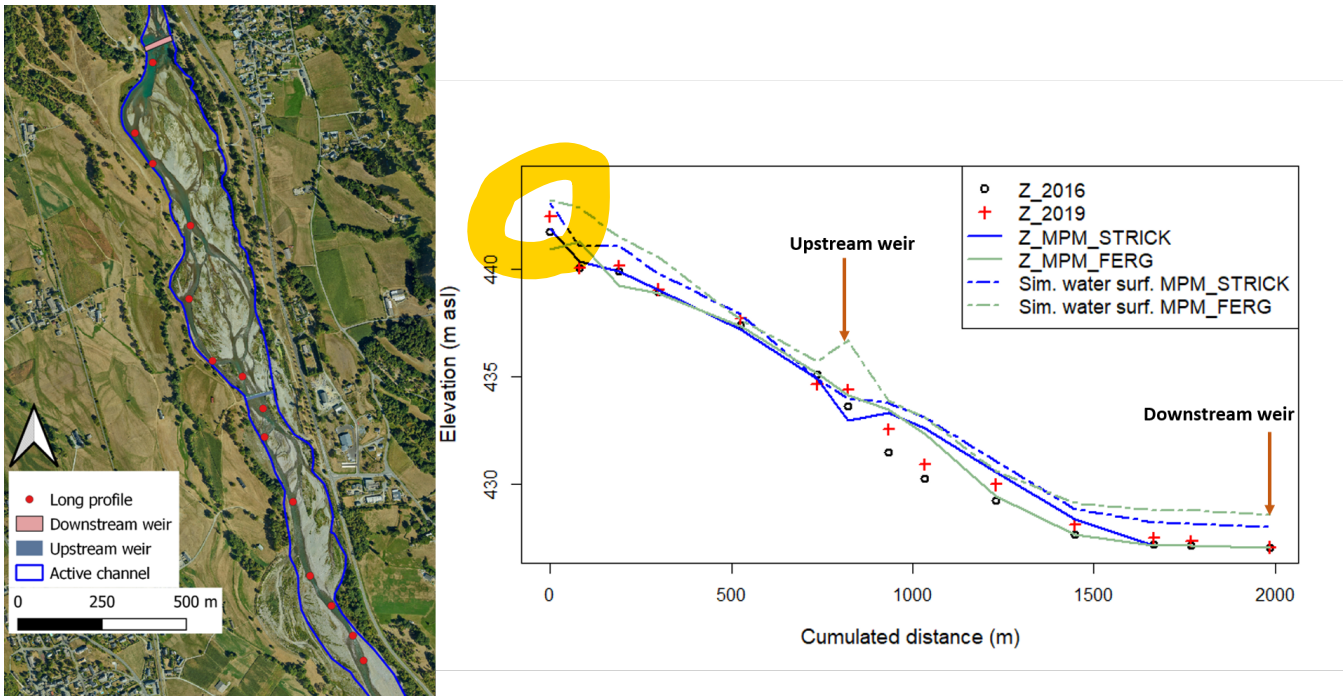 Long profile
Downstream weir
Upstream weir
Active channel
0 250 500 m
Elevation (m asl)
440
435
430
Z_2016
Z_2019
Z_MPM_STRICK
Z_MPM_FERG
Sim. water surf. MPM_STRICK
Sim. water surf. MPM_FERG
Upstream weir
Downstream weir
0 500 1000 1500 2000
Cumulated distance (m)